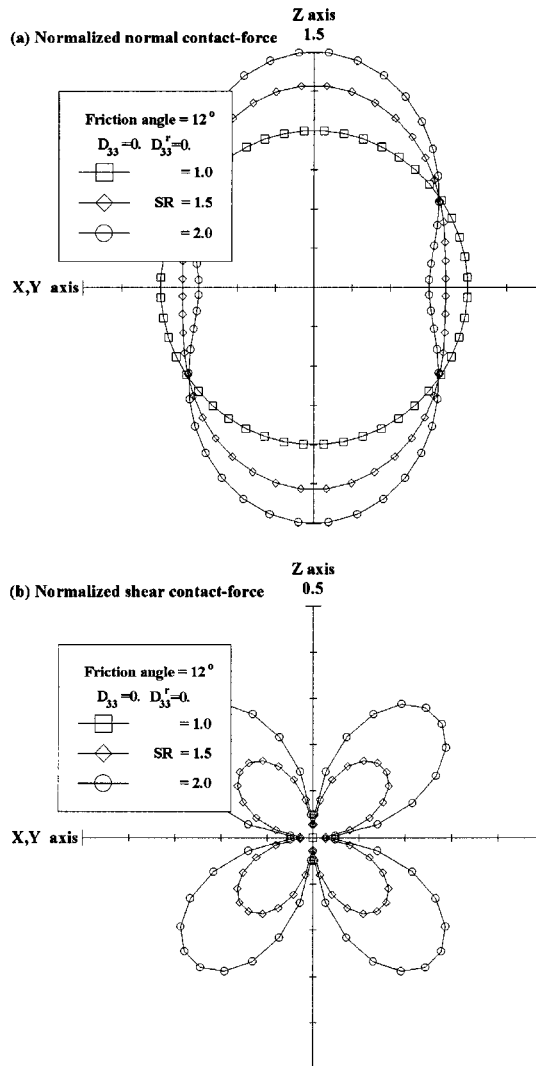 Z axis
(a) Normalized normal contact-force 1.5
Friction angle = 12°
D33 =0. D33^r =0.
= 1.0
SR = 1.5
= 2.0
X,Y axis
Z axis
(b) Normalized shear contact-force 0.5
Friction angle = 12°
D33 =0. D33^r =0.
= 1.0
SR = 1.5
= 2.0
X,Y axis